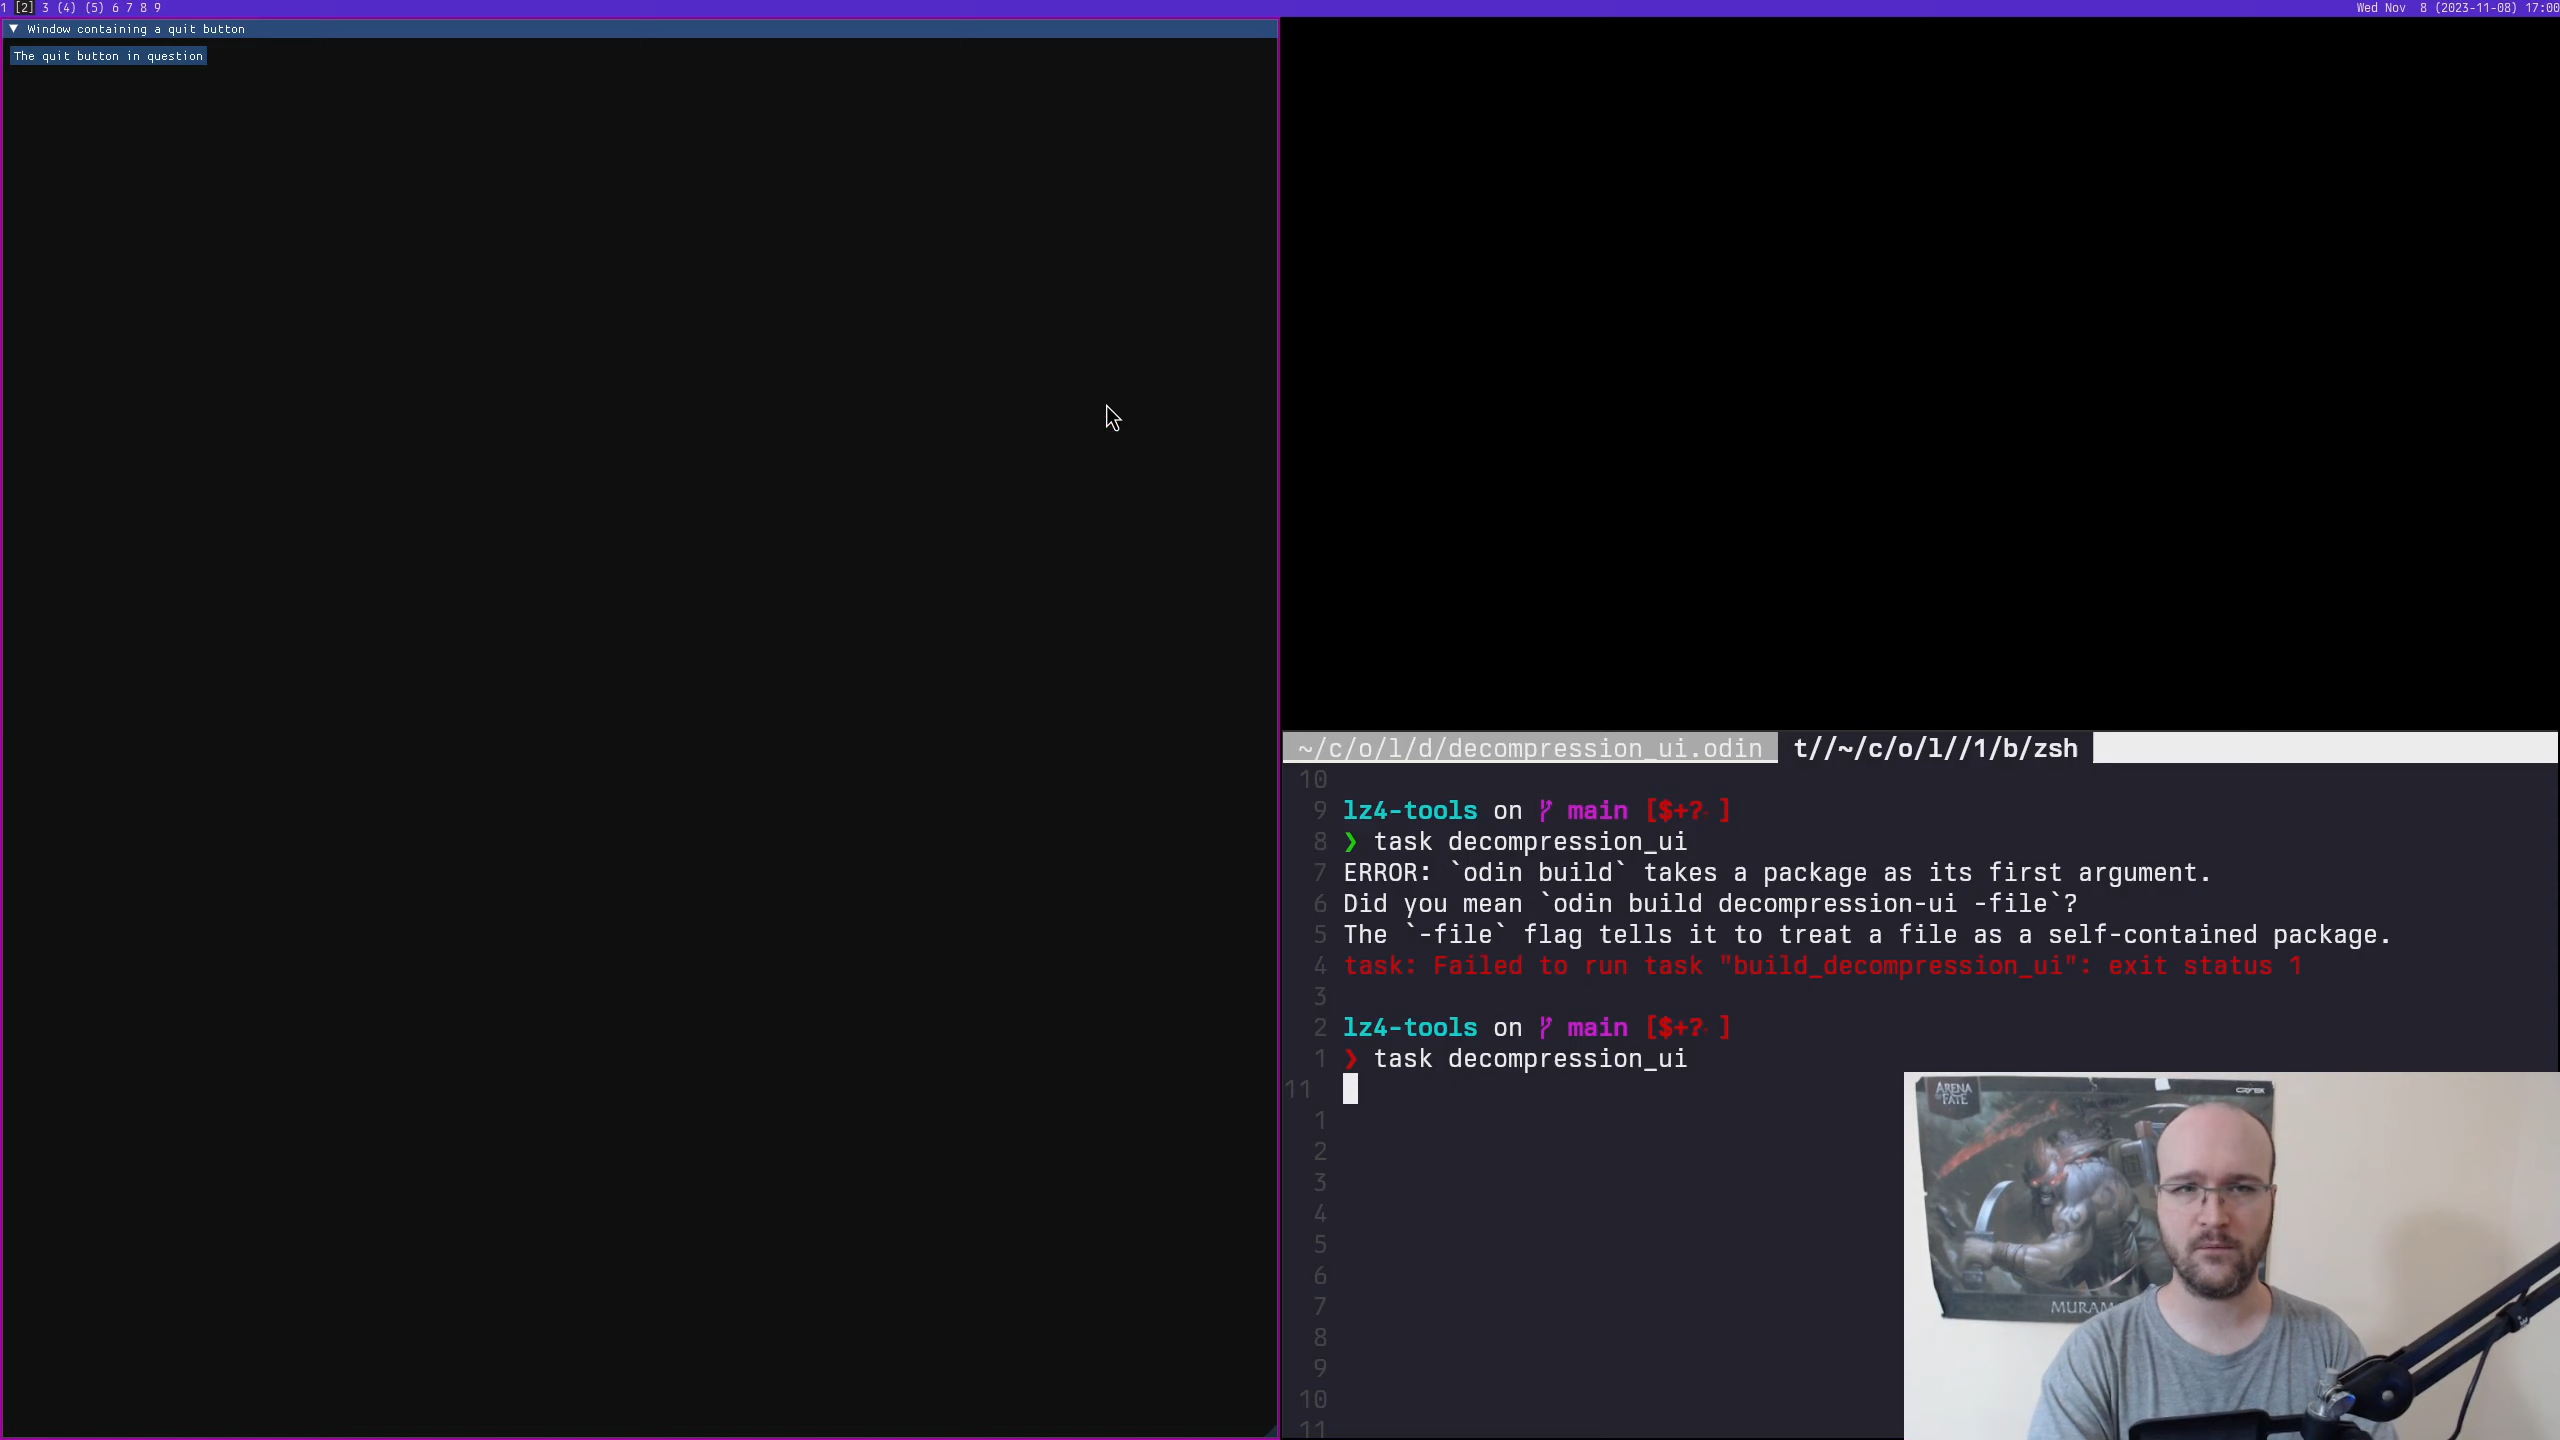 1 [2] 3 (4) (5) 6 7 8 9
Wed Nov  8 (2023-11-08) 17:00
▼ Window containing a quit button
The quit button in question
~/c/o/l/d/decompression_ui.odin t//~/c/o/l//1/b/zsh
10
9 lz4-tools on main [$+? ]
8 ❯ task decompression_ui
7 ERROR: `odin build` takes a package as its first argument.
6 Did you mean `odin build decompression-ui -file`?
5 The `-file` flag tells it to treat a file as a self-contained package.
4 task: Failed to run task "build_decompression_ui": exit status 1
3
2 lz4-tools on main [$+? ]
1 ❯ task decompression_ui
11
1
2
3
4
5
6
7
8
9
10
11
ARENA
OF FATE
CRYTEK